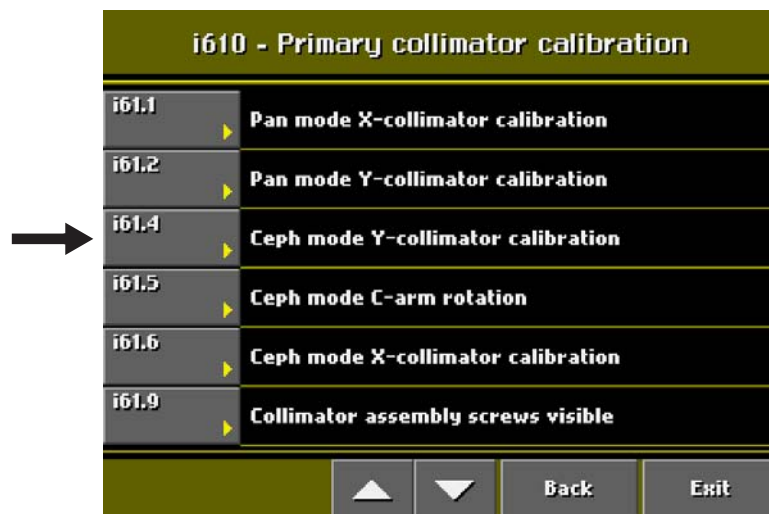 i610 - Primary collimator calibration
i61.1 Pan mode X-collimator calibration
i61.2 Pan mode Y-collimator calibration
i61.4 Ceph mode Y-collimator calibration
i61.5 Ceph mode C-arm rotation
i61.6 Ceph mode X-collimator calibration
i61.9 Collimator assembly screws visible
Back Exit